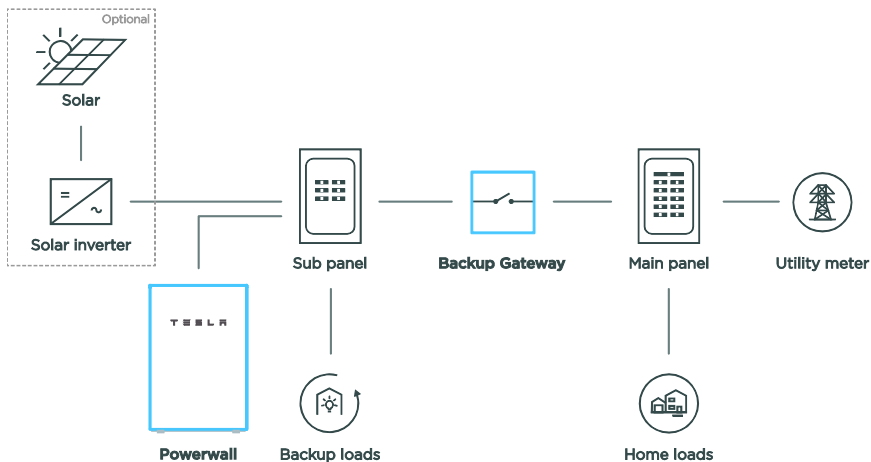 Optional
Solar
Solar inverter
Sub panel
Backup Gateway
Main panel
Utility meter
TESLA
Powerwall
Backup loads
Home loads